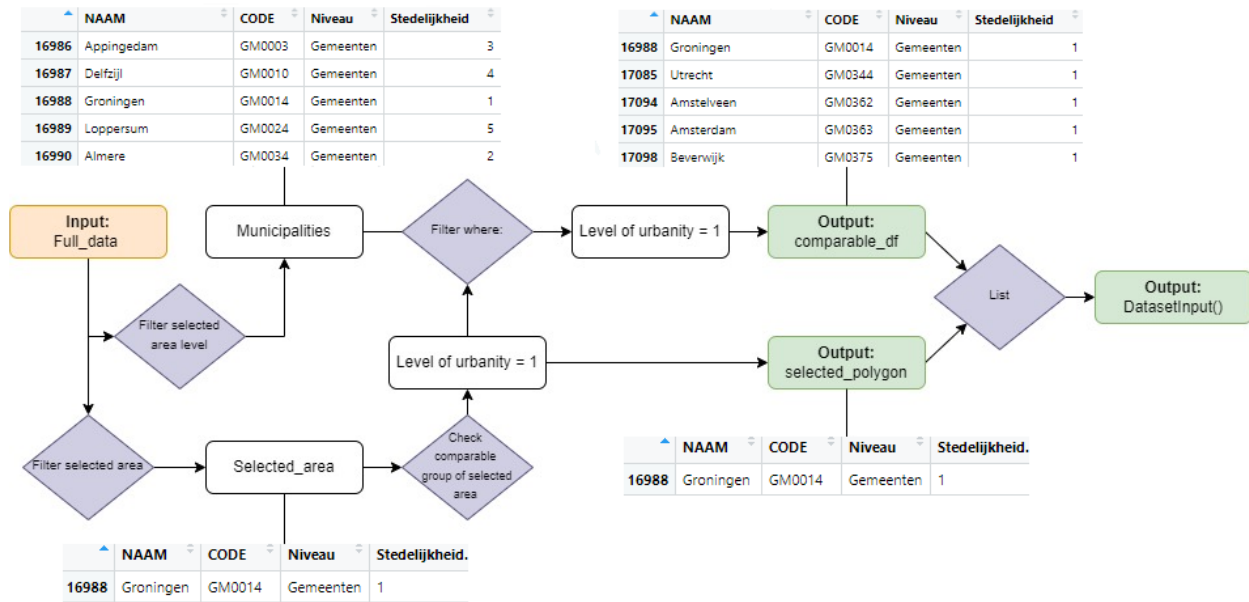 NAAM CODE Niveau Stedelijkheid
16986 Appingedam GM0003 Gemeenten 3
16987 Delfzijl GM0010 Gemeenten 4
16988 Groningen GM0014 Gemeenten 1
16989 Loppersum GM0024 Gemeenten 5
16990 Almere GM0034 Gemeenten 2
NAAM CODE Niveau Stedelijkheid
16988 Groningen GM0014 Gemeenten 1
17085 Utrecht GM0344 Gemeenten 1
17094 Amstelveen GM0362 Gemeenten 1
17095 Amsterdam GM0363 Gemeenten 1
17098 Beverwijk GM0375 Gemeenten 1
Input:
Full_data
Municipalities
Filter where:
Level of urbanity = 1
Output:
comparable_df
List
Output:
DatasetInput()
Filter selected
area level
Level of urbanity = 1
Output:
selected_polygon
Filter selected area
Selected_area
Check
comparable
group of selected
area
NAAM CODE Niveau Stedelijkheid.
16988 Groningen GM0014 Gemeenten 1
NAAM CODE Niveau Stedelijkheid.
16988 Groningen GM0014 Gemeenten 1